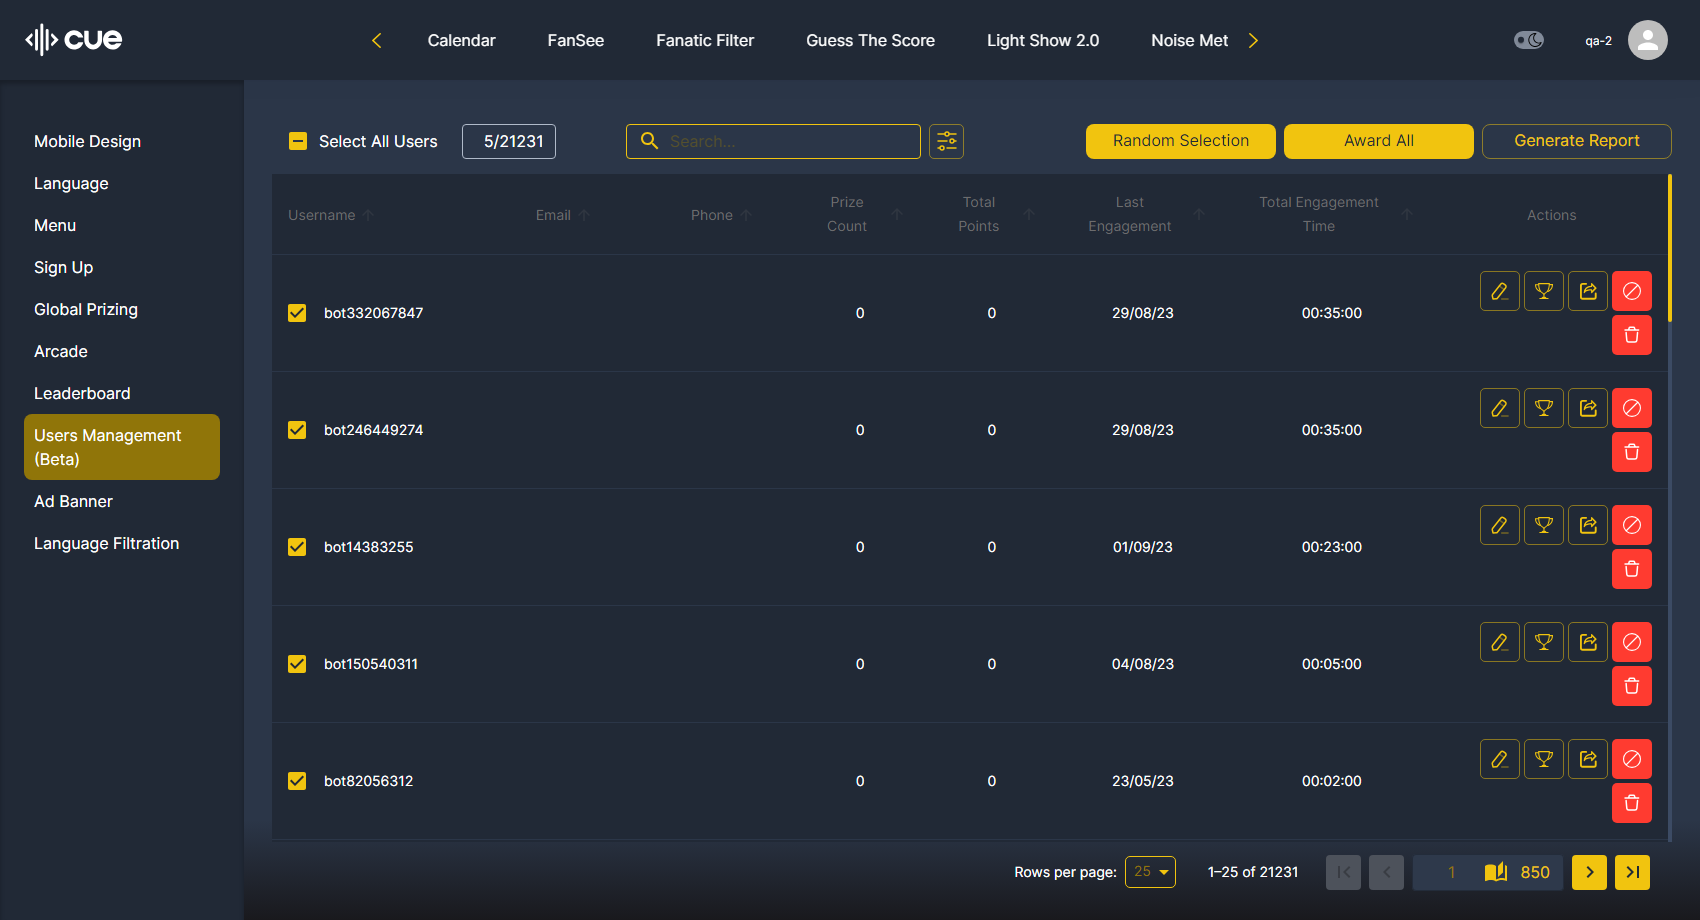 cue
Calendar FanSee Fanatic Filter Guess The Score Light Show 2.0 Noise Met
qa-2
Mobile Design
Language
Menu
Sign Up
Global Prizing
Arcade
Leaderboard
Users Management
(Beta)
Ad Banner
Language Filtration
Select All Users 5/21231 Search... Random Selection Award All Generate Report
Username Email Phone Prize Count Total Points Last Engagement Total Engagement Time Actions
bot332067847 0 0 29/08/23 00:35:00
bot246449274 0 0 29/08/23 00:35:00
bot14383255 0 0 01/09/23 00:23:00
bot150540311 0 0 04/08/23 00:05:00
bot82056312 0 0 23/05/23 00:02:00
Rows per page: 25 1–25 of 21231 1 850